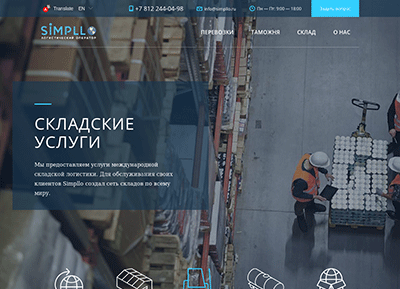 Translate EN
+7 812 244-04-98
info@simpllo.ru
Пн — Пт: 9:00 — 18:00
Задать вопрос
SiMPLLO
ЛОГИСТИЧЕСКИЙ ОПЕРАТОР
ПЕРЕВОЗКИ ТАМОЖНЯ СКЛАД О НАС
СКЛАДСКИЕ
УСЛУГИ
Мы предоставляем услуги международной
складской логистики. Для обслуживания своих
клиентов Simpllo создал сеть складов по всему
миру.